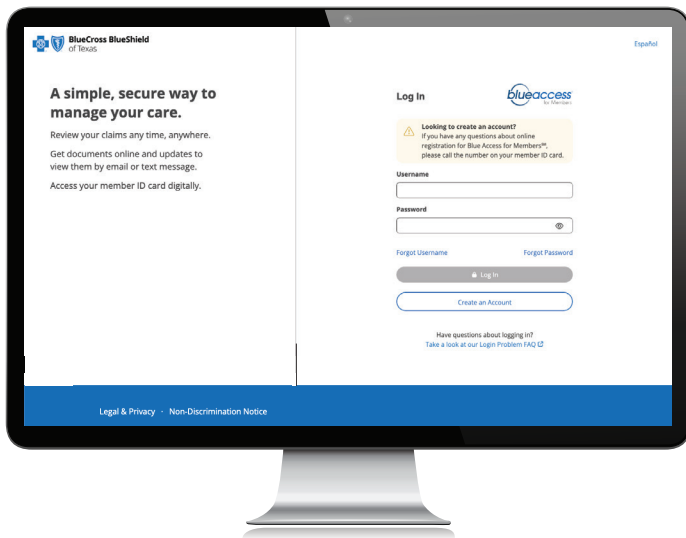 BlueCross BlueShield
of Texas
Español
A simple, secure way to
manage your care.
Review your claims any time, anywhere.
Get documents online and updates to
view them by email or text message.
Access your member ID card digitally.
Log In
blueaccess
for Members
Looking to create an account?
If you have any questions about online
registration for Blue Access for Members℠,
please call the number on your member ID card.
Username
Password
Forgot Username
Forgot Password
Log In
Create an Account
Have questions about logging in?
Take a look at our Login Problem FAQ
Legal & Privacy · Non-Discrimination Notice